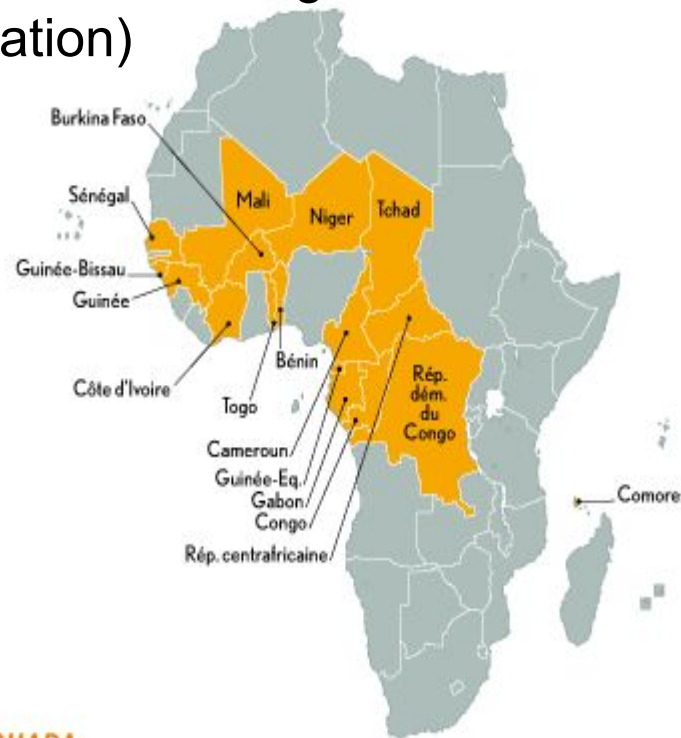 ation)
Burkina Faso
Sénégal
Mali
Niger
Tchad
Guinée-Bissau
Guinée
Côte d'Ivoire
Togo
Bénin
Rép.
dém.
du
Congo
Cameroun
Guinée-Eq.
Gabon
Congo
Rép. centrafricaine
Comore